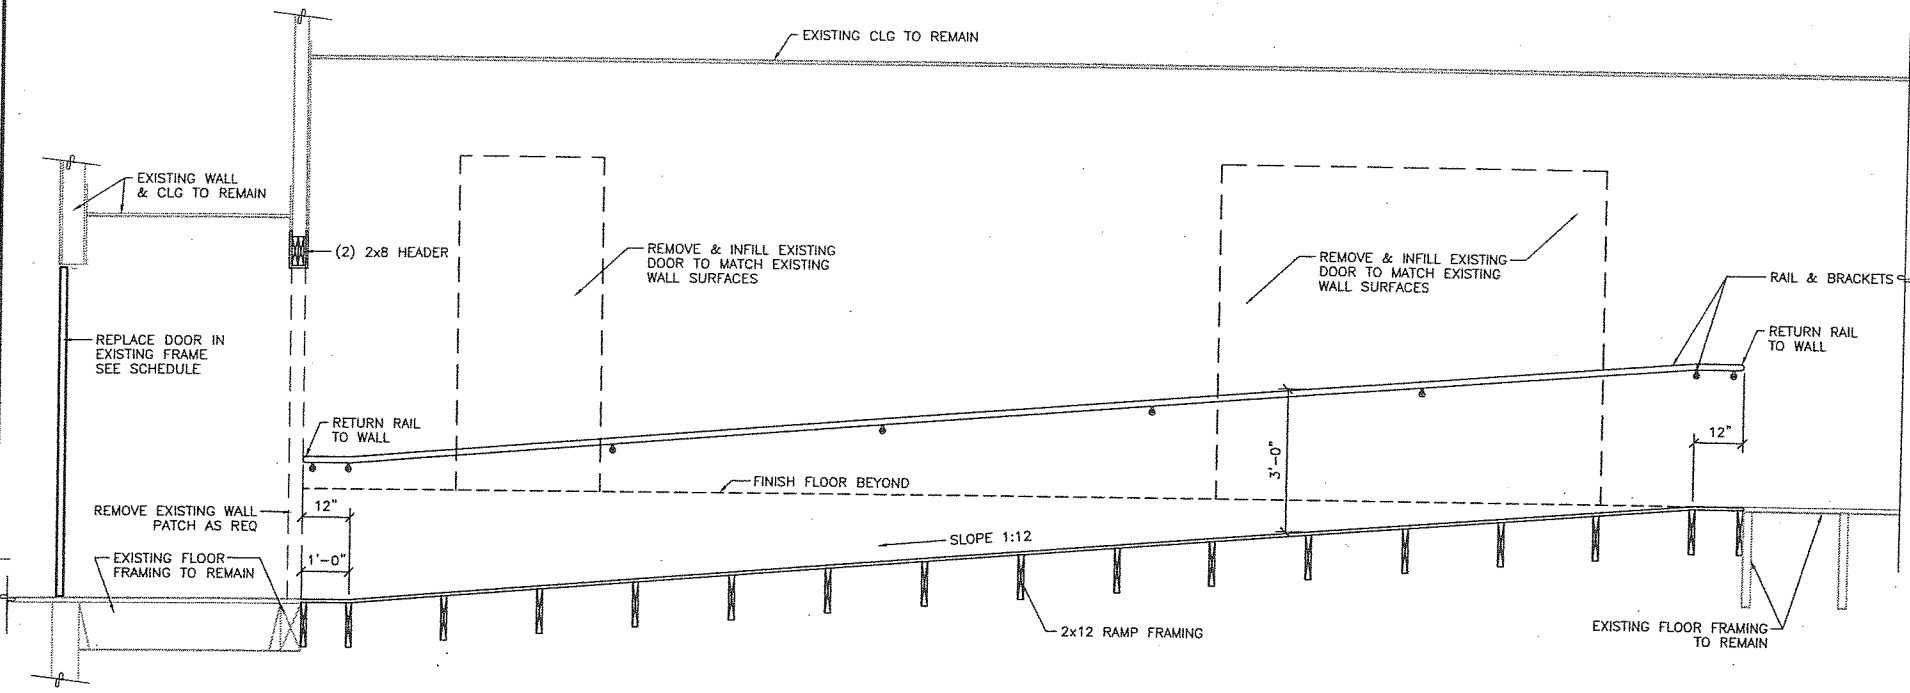 EXISTING CLG TO REMAIN
EXISTING WALL
& CLG TO REMAIN
(2) 2x8 HEADER
REMOVE & INFILL EXISTING
DOOR TO MATCH EXISTING
WALL SURFACES
REMOVE & INFILL EXISTING
DOOR TO MATCH EXISTING
WALL SURFACES
RAIL & BRACKETS
REPLACE DOOR IN
EXISTING FRAME
SEE SCHEDULE
RETURN RAIL
TO WALL
RETURN RAIL
TO WALL
12"
3'-0"
FINISH FLOOR BEYOND
REMOVE EXISTING WALL
PATCH AS REQ
12"
SLOPE 1:12
EXISTING FLOOR
FRAMING TO REMAIN
1'-0"
2x12 RAMP FRAMING
EXISTING FLOOR FRAMING
TO REMAIN